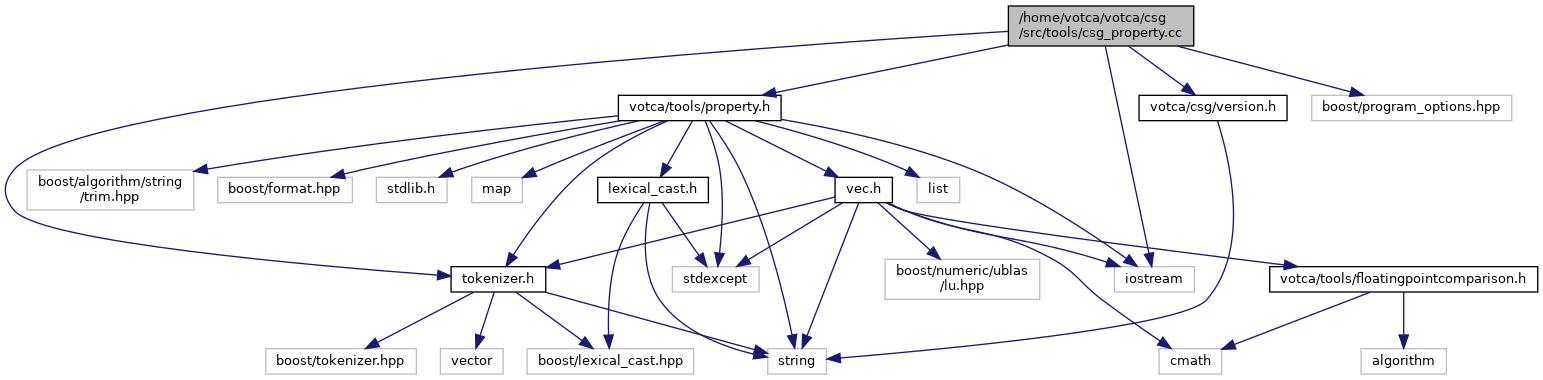 /home/votca/votca/csg
/src/tools/csg_property.cc
votca/tools/property.h
votca/csg/version.h
boost/program_options.hpp
boost/algorithm/string
/trim.hpp
boost/format.hpp
stdlib.h
map
lexical_cast.h
vec.h
list
tokenizer.h
stdexcept
boost/numeric/ublas
/lu.hpp
iostream
votca/tools/floatingpointcomparison.h
boost/tokenizer.hpp
vector
boost/lexical_cast.hpp
string
cmath
algorithm